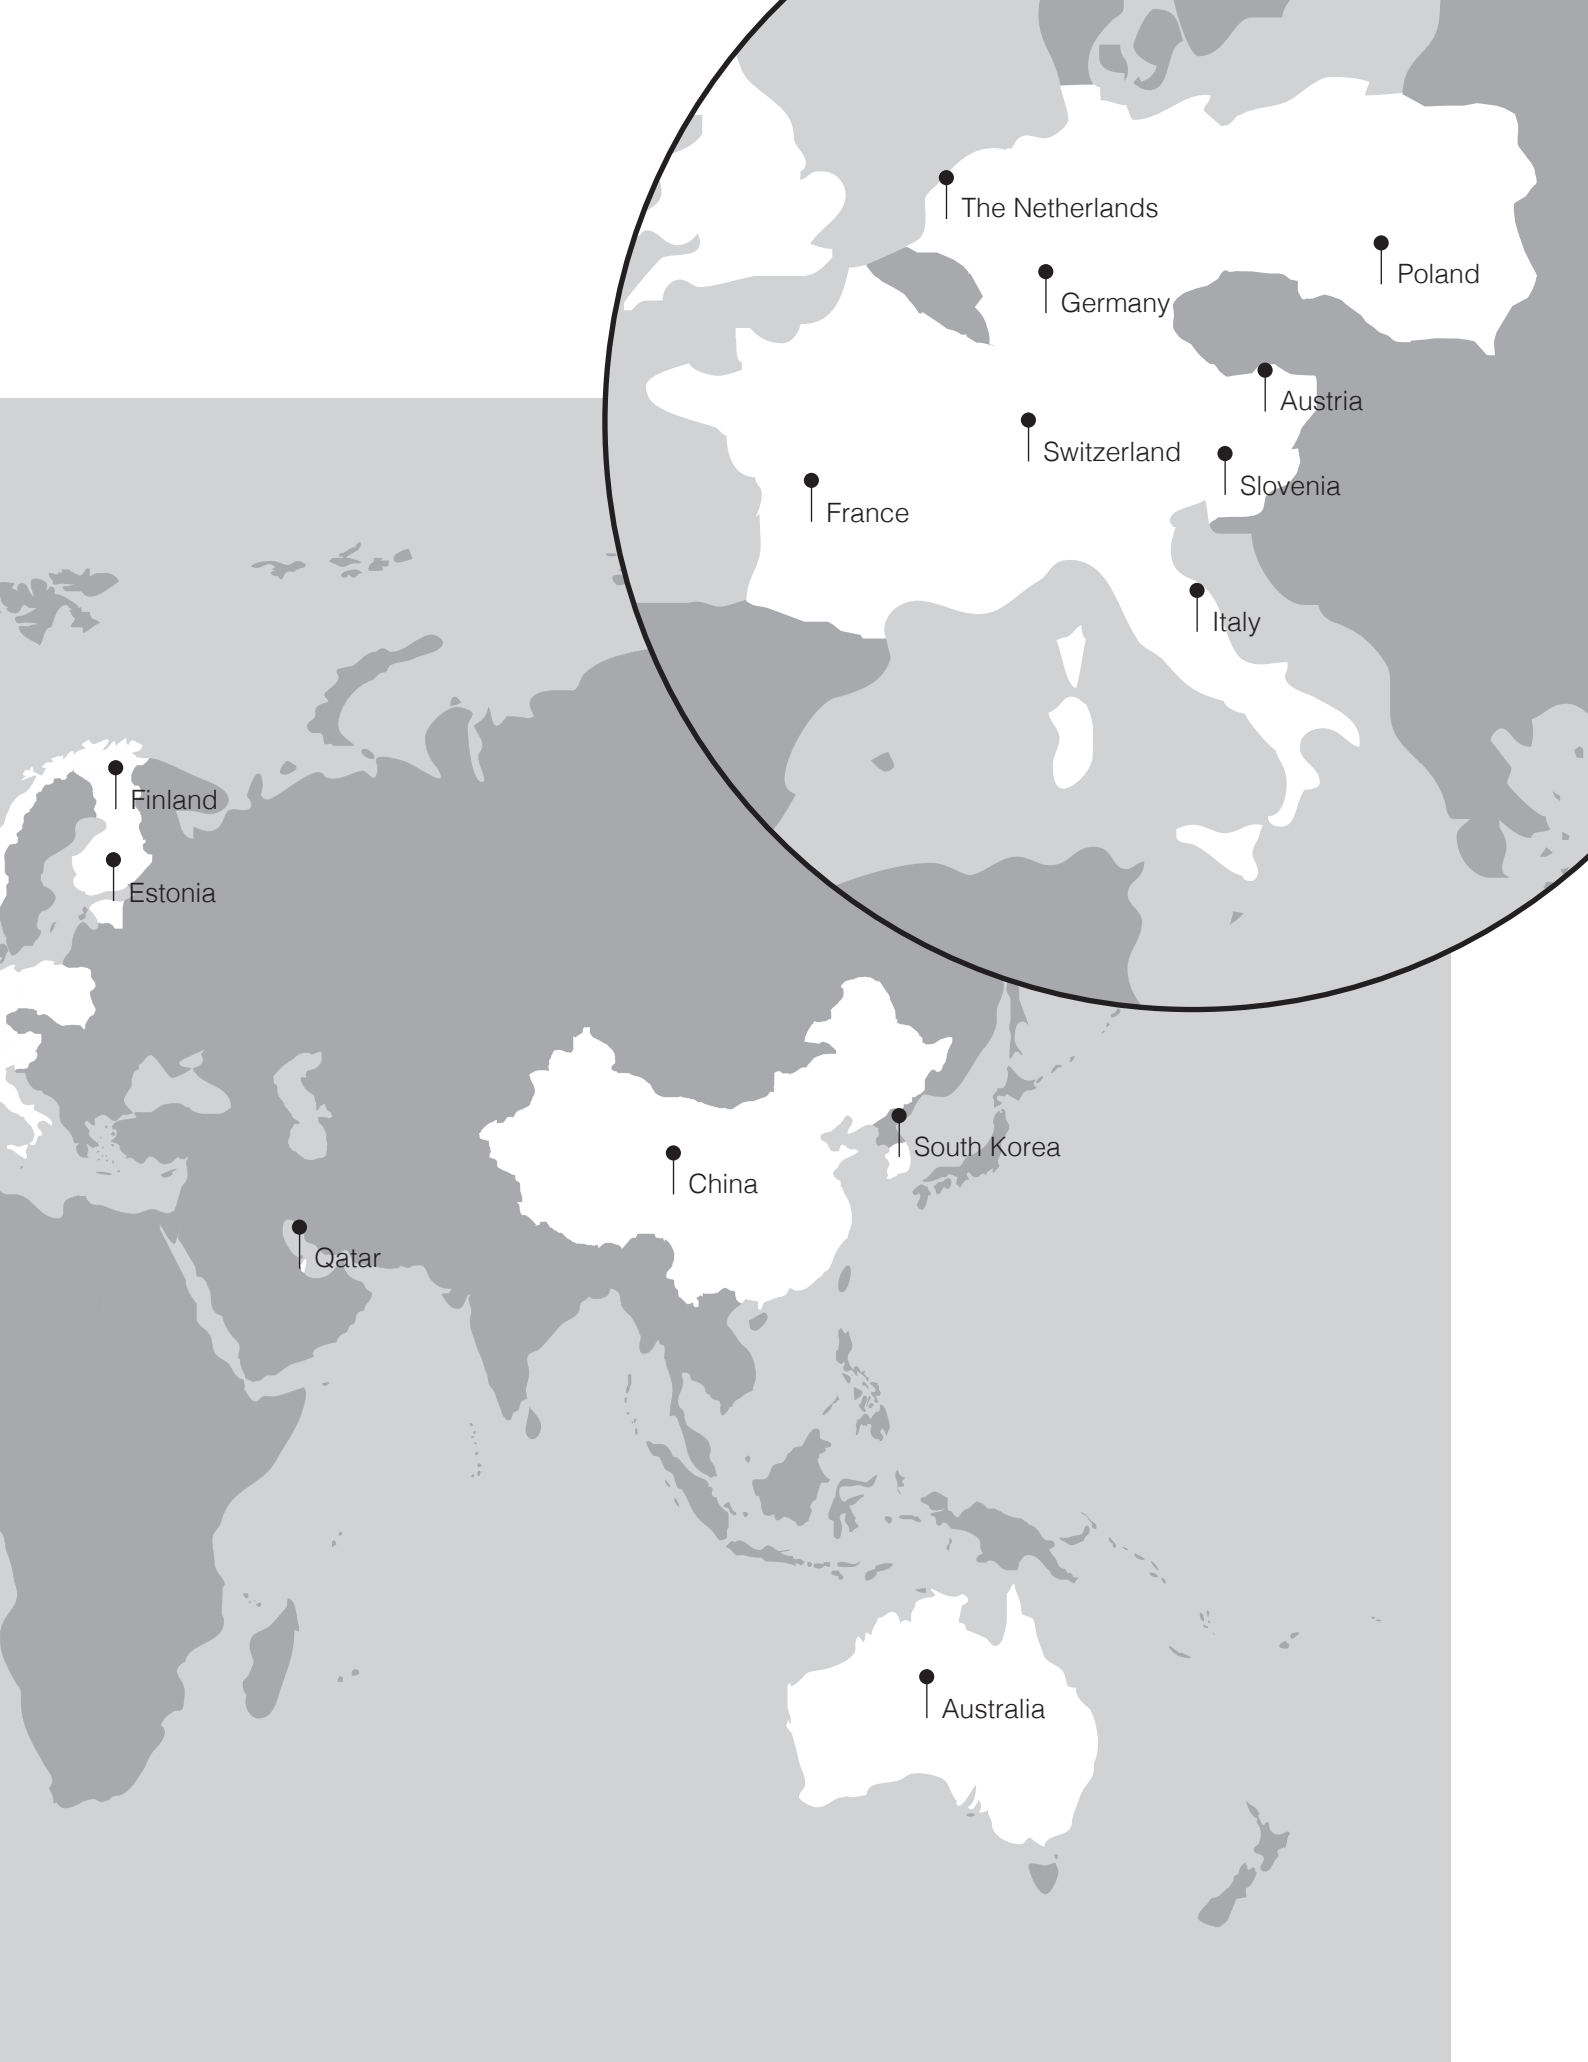 The Netherlands
Poland
Germany
Austria
Switzerland
Slovenia
France
Italy
Finland
Estonia
South Korea
China
Qatar
Australia